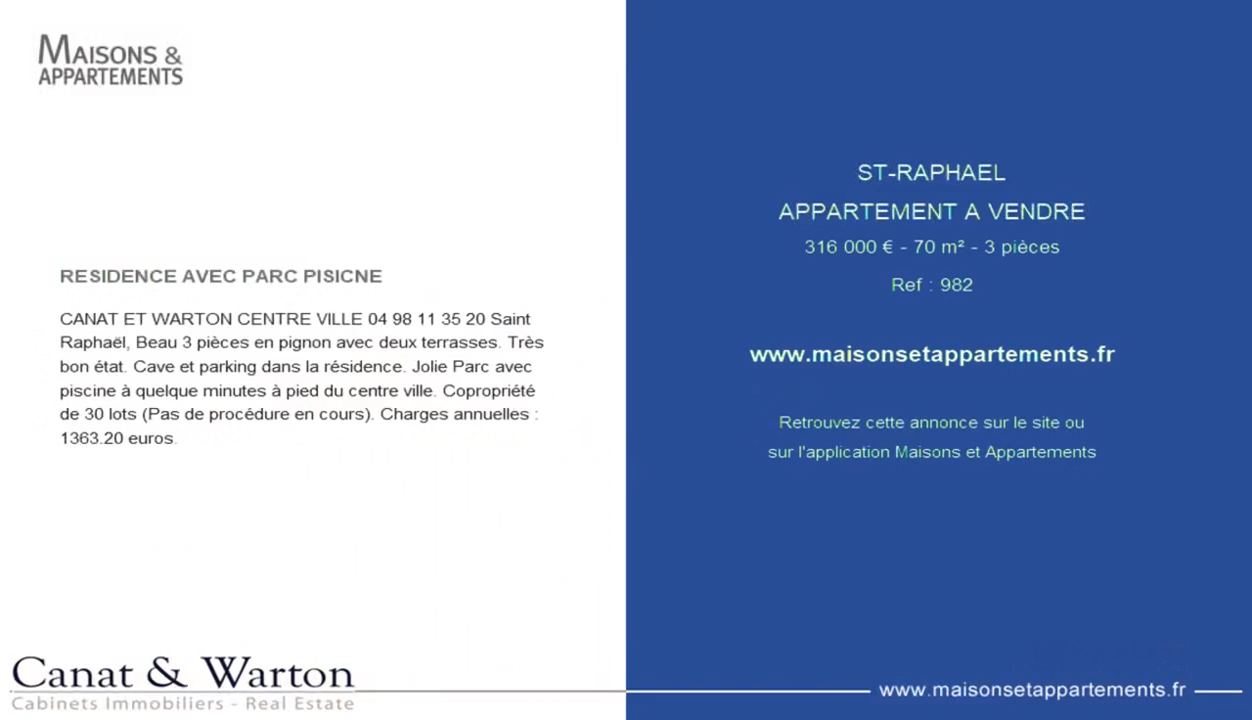 MAISONS &
APPARTEMENTS
RESIDENCE AVEC PARC PISICNE
CANAT ET WARTON CENTRE VILLE 04 98 11 35 20 Saint
Raphaël, Beau 3 pièces en pignon avec deux terrasses. Très
bon état. Cave et parking dans la résidence. Jolie Parc avec
piscine à quelque minutes à pied du centre ville. Copropriété
de 30 lots (Pas de procédure en cours). Charges annuelles :
1363.20 euros.
Canat & Warton
Cabinets Immobiliers - Real Estate
ST-RAPHAEL
APPARTEMENT A VENDRE
316 000 € - 70 m² - 3 pièces
Ref : 982
www.maisonsetappartements.fr
Retrouvez cette annonce sur le site ou
sur l'application Maisons et Appartements
www.maisonsetappartements.fr